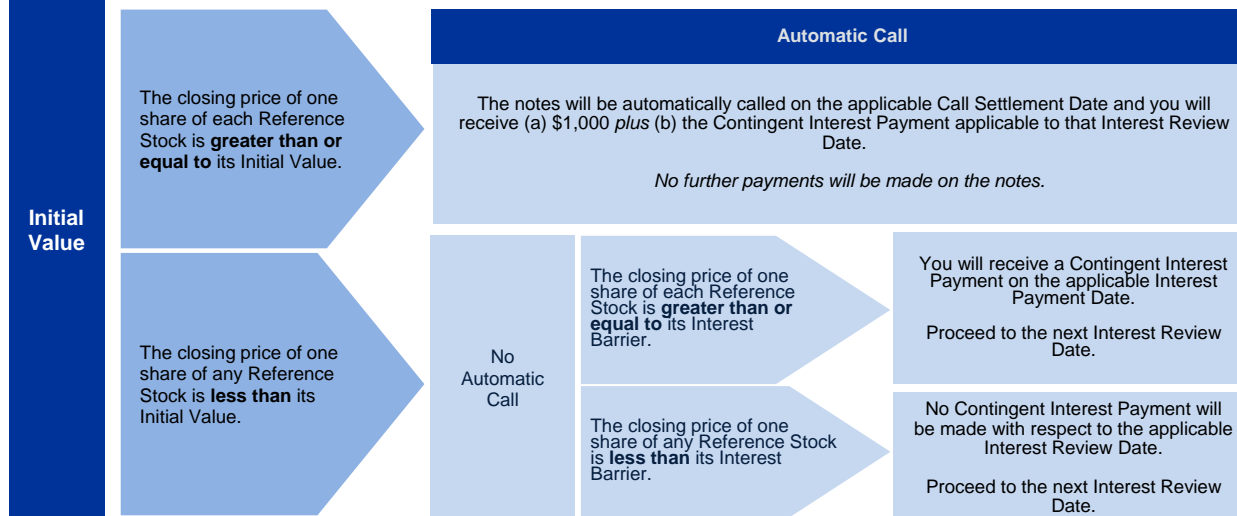 Initial
Value
The closing price of one
share of each Reference
Stock is greater than or
equal to its Initial Value.
Automatic Call
The notes will be automatically called on the applicable Call Settlement Date and you will
receive (a) $1,000 plus (b) the Contingent Interest Payment applicable to that Interest Review
Date.
No further payments will be made on the notes.
The closing price of one
share of any Reference
Stock is less than its
Initial Value.
No
Automatic
Call
The closing price of one
share of each Reference
Stock is greater than or
equal to its Interest
Barrier.
You will receive a Contingent Interest
Payment on the applicable Interest
Payment Date.
Proceed to the next Interest Review
Date.
The closing price of one
share of any Reference Stock
is less than its Interest
Barrier.
No Contingent Interest Payment will
be made with respect to the applicable
Interest Review Date.
Proceed to the next Interest Review
Date.